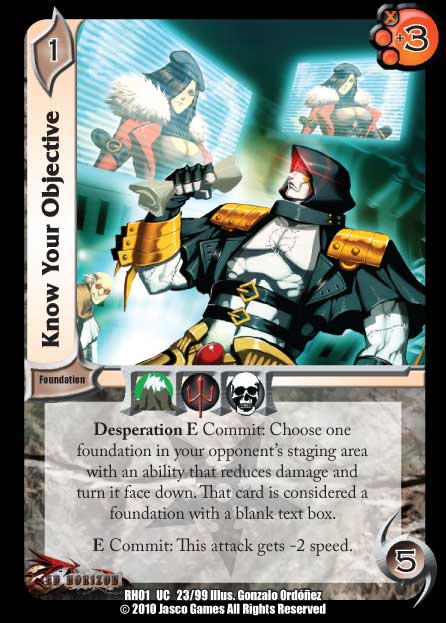 1
X
+3
Know Your Objective
Foundation
Desperation E Commit: Choose one
foundation in your opponent's staging area
with an ability that reduces damage and
turn it face down. That card is considered a
foundation with a blank text box.
E Commit: This attack gets -2 speed.
5
RED HORIZON
RH01 UC 23/99 Illus. Gonzalo Ordóñez
© 2010 Jasco Games All Rights Reserved